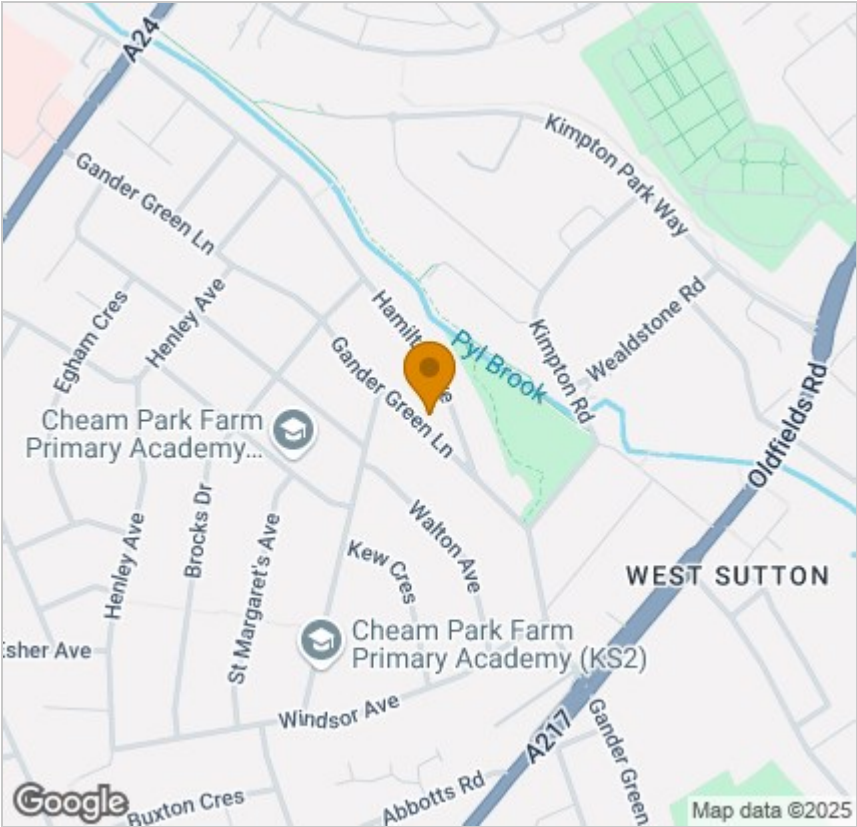 A24
Gander Green Ln
Kimpton Park Way
Egham Cres
Henley Ave
Wealdstone Rd
Kimpton Rd
Pyl Brook
Gander Green Ln
Cheam Park Farm
Primary Academy...
Oldfields Rd
Brocks Dr
Henley Ave
St Margaret's Ave
Walton Ave
Kew Cres
WEST SUTTON
Cheam Park Farm
Primary Academy (KS2)
Windsor Ave
A217
Gander Green
Abbotts Rd
Buxton Cres
Google
Map data ©2025